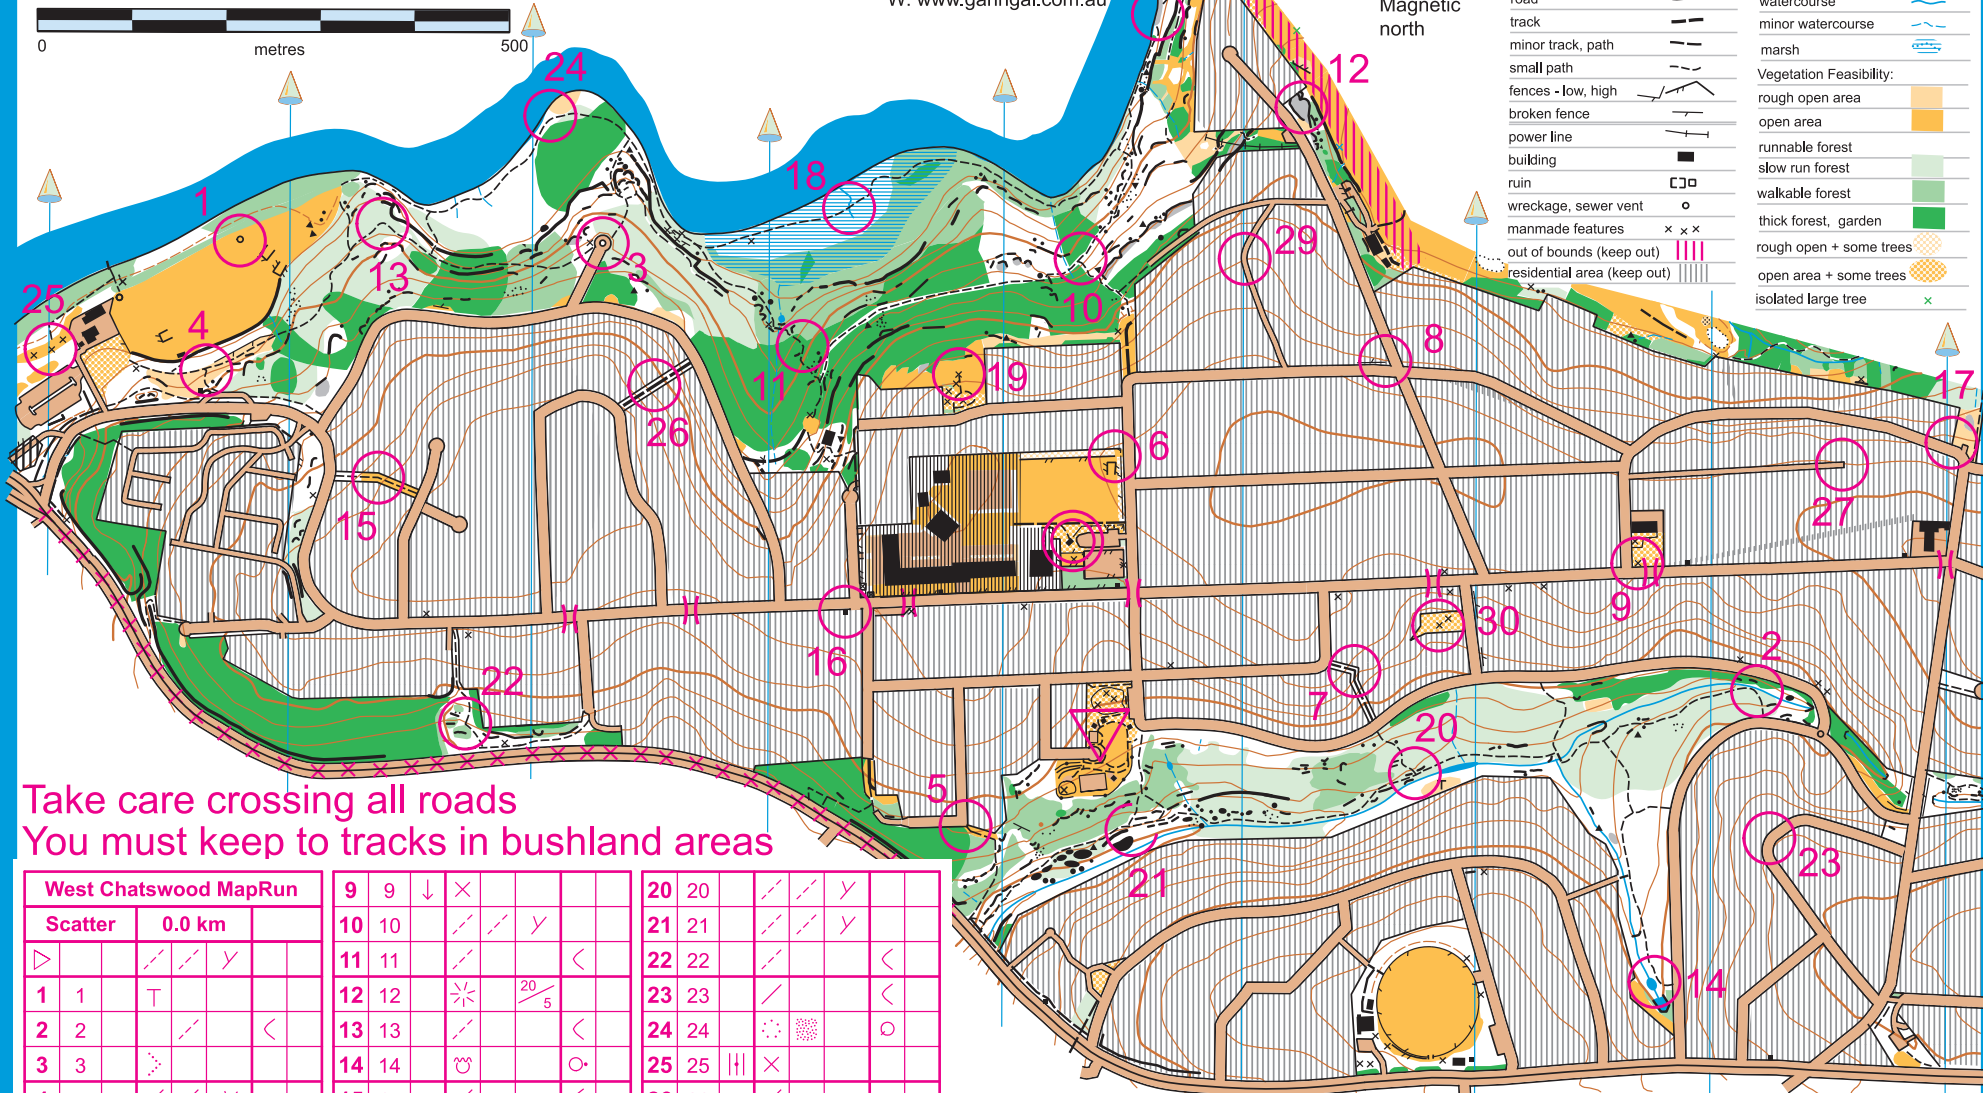 0 metres 500
W: www.ganngai.com.au
Magnetic
north
track
minor track, path
small path
fences - low, high
broken fence
power line
building
ruin
wreckage, sewer vent
manmade features
out of bounds (keep out)
residential area (keep out)
watercourse
minor watercourse
marsh
Vegetation Feasibility:
rough open area
open area
runnable forest
slow run forest
walkable forest
thick forest, garden
rough open + some trees
open area + some trees
isolated large tree
24
12
18
1
29
13
3
25
10
4
8
11
19
17
26
6
15
27
30
9
16
2
22
7
20
5
23
21
14
Take care crossing all roads
You must keep to tracks in bushland areas
West Chatswood MapRun
Scatter 0.0 km
1 1
2 2
3 3
9 9
10 10
11 11
12 12 20/5
13 13
14 14
20 20
21 21
22 22
23 23
24 24
25 25